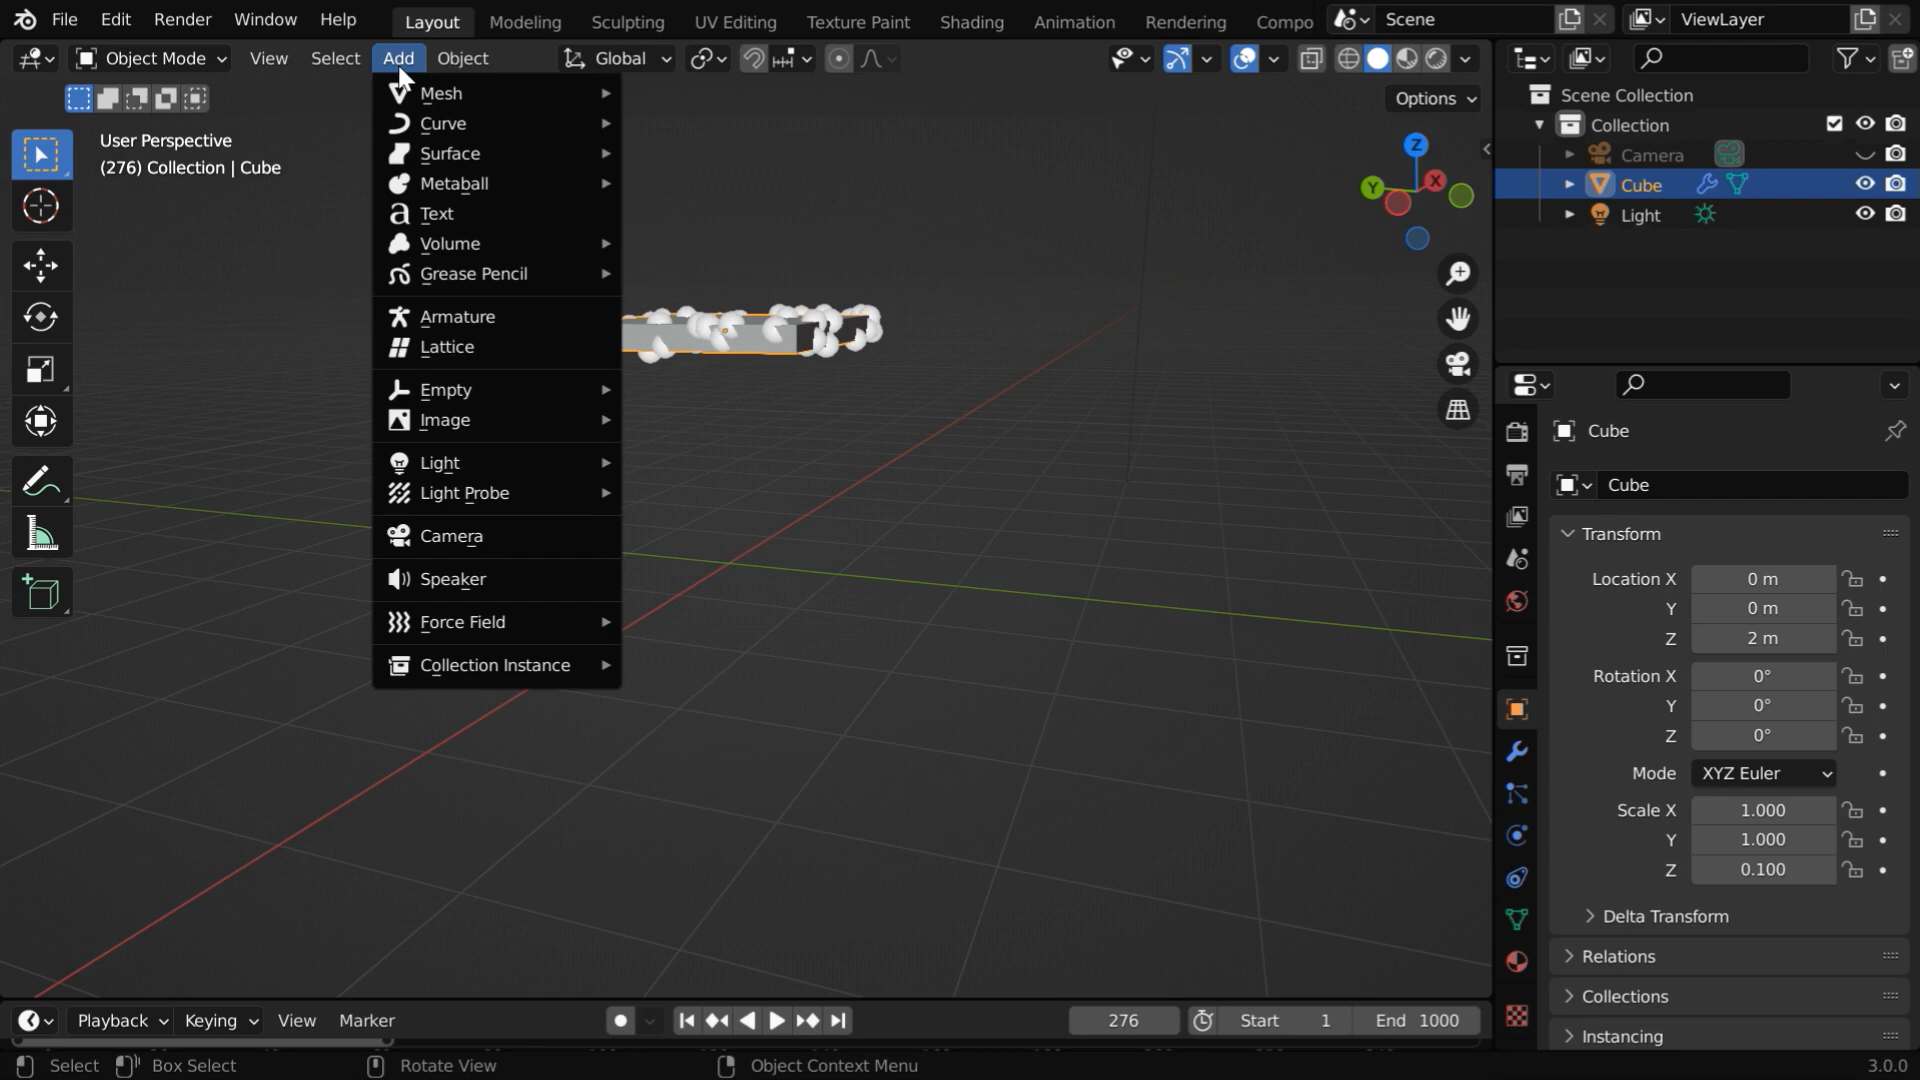 File Edit Render Window Help Layout Modeling Sculpting UV Editing Texture Paint Shading Animation Rendering Compo Scene ViewLayer
Object Mode View Select Add Object Global
Options
User Perspective
(276) Collection | Cube
Mesh
Curve
Surface
Metaball
Text
Volume
Grease Pencil
Armature
Lattice
Empty
Image
Light
Light Probe
Camera
Speaker
Force Field
Collection Instance
Z
Y
X
Scene Collection
Collection
Camera
Cube
Light
Cube
Cube
Transform
Location X 0 m
Y 0 m
Z 2 m
Rotation X 0°
Y 0°
Z 0°
Mode XYZ Euler
Scale X 1.000
Y 1.000
Z 0.100
Delta Transform
Relations
Collections
Instancing
Playback Keying View Marker 276 Start 1 End 1000
Select Box Select Rotate View Object Context Menu 3.0.0